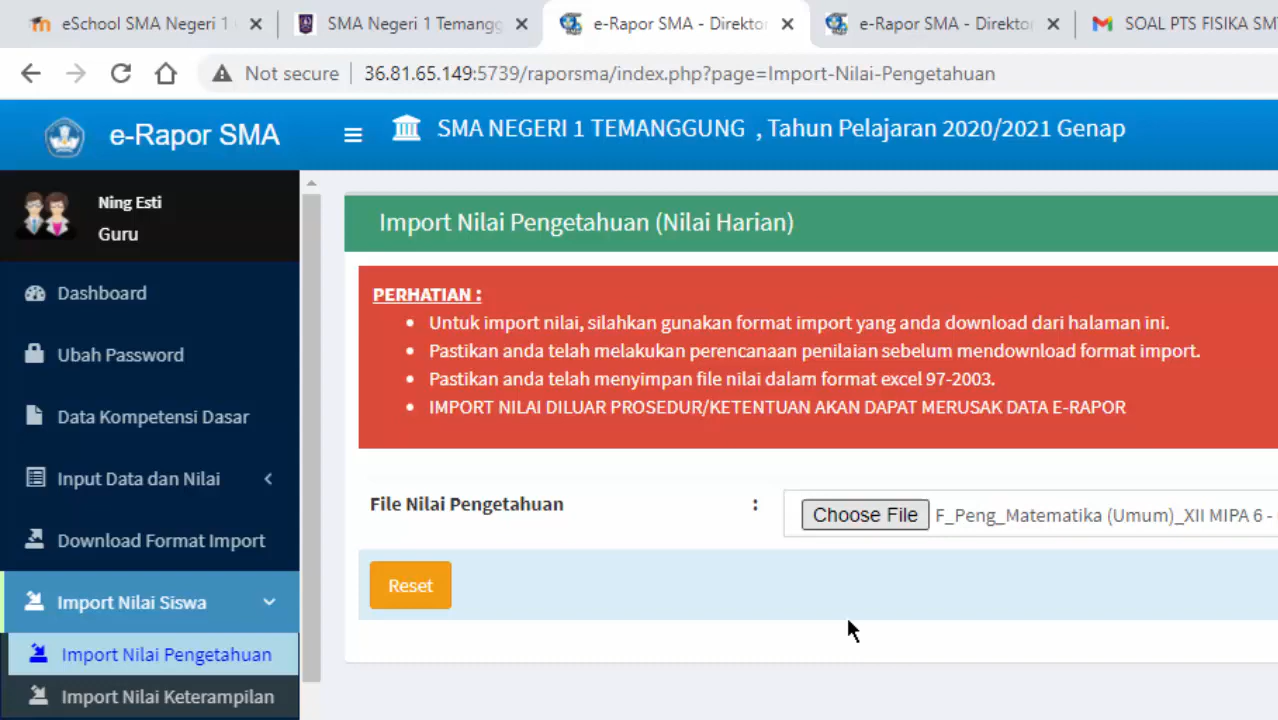 eSchool SMA Negeri 1
SMA Negeri 1 Temangg
e-Rapor SMA - Direktor
e-Rapor SMA - Direktor
SOAL PTS FISIKA SM
Not secure
36.81.65.149:5739/raporsma/index.php?page=Import-Nilai-Pengetahuan
e-Rapor SMA
SMA NEGERI 1 TEMANGGUNG , Tahun Pelajaran 2020/2021 Genap
Ning Esti
Guru
Dashboard
Ubah Password
Data Kompetensi Dasar
Input Data dan Nilai
Download Format Import
Import Nilai Siswa
Import Nilai Pengetahuan
Import Nilai Keterampilan
Import Nilai Pengetahuan (Nilai Harian)
PERHATIAN :
• Untuk import nilai, silahkan gunakan format import yang anda download dari halaman ini.
• Pastikan anda telah melakukan perencanaan penilaian sebelum mendownload format import.
• Pastikan anda telah menyimpan file nilai dalam format excel 97-2003.
• IMPORT NILAI DILUAR PROSEDUR/KETENTUAN AKAN DAPAT MERUSAK DATA E-RAPOR
File Nilai Pengetahuan :
Choose File F_Peng_Matematika (Umum)_XII MIPA 6 -
Reset